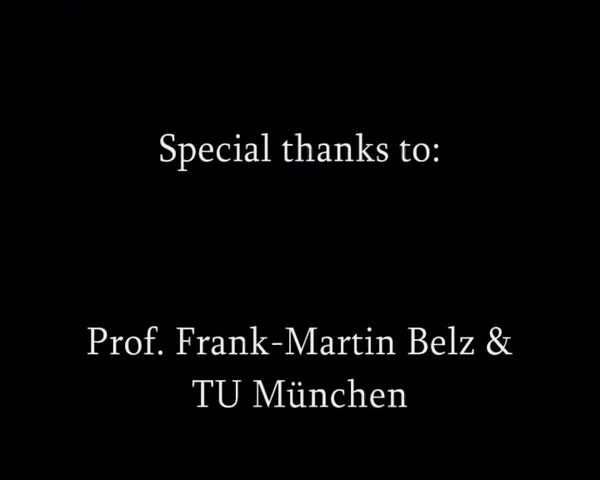 Special thanks to:
Prof. Frank-Martin Belz &
TU München